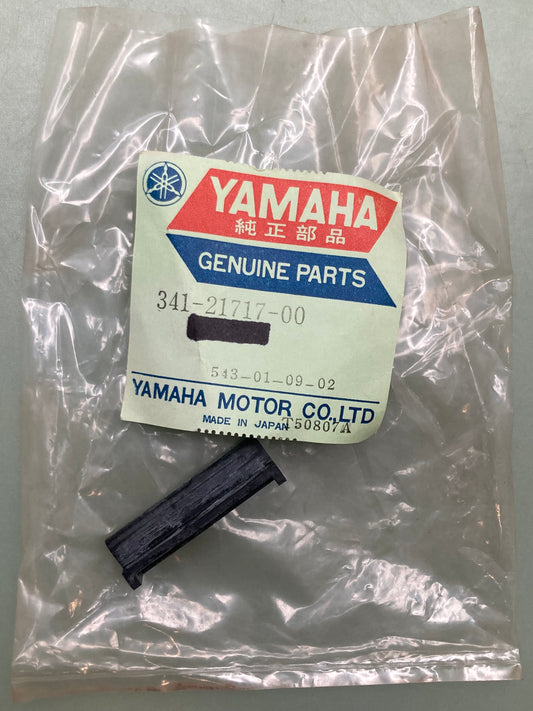 YAMAHA
純正部品
GENUINE PARTS
341-21717-00
543-01-09-02
YAMAHA MOTOR CO.,LTD
MADE IN JAPAN T50807A